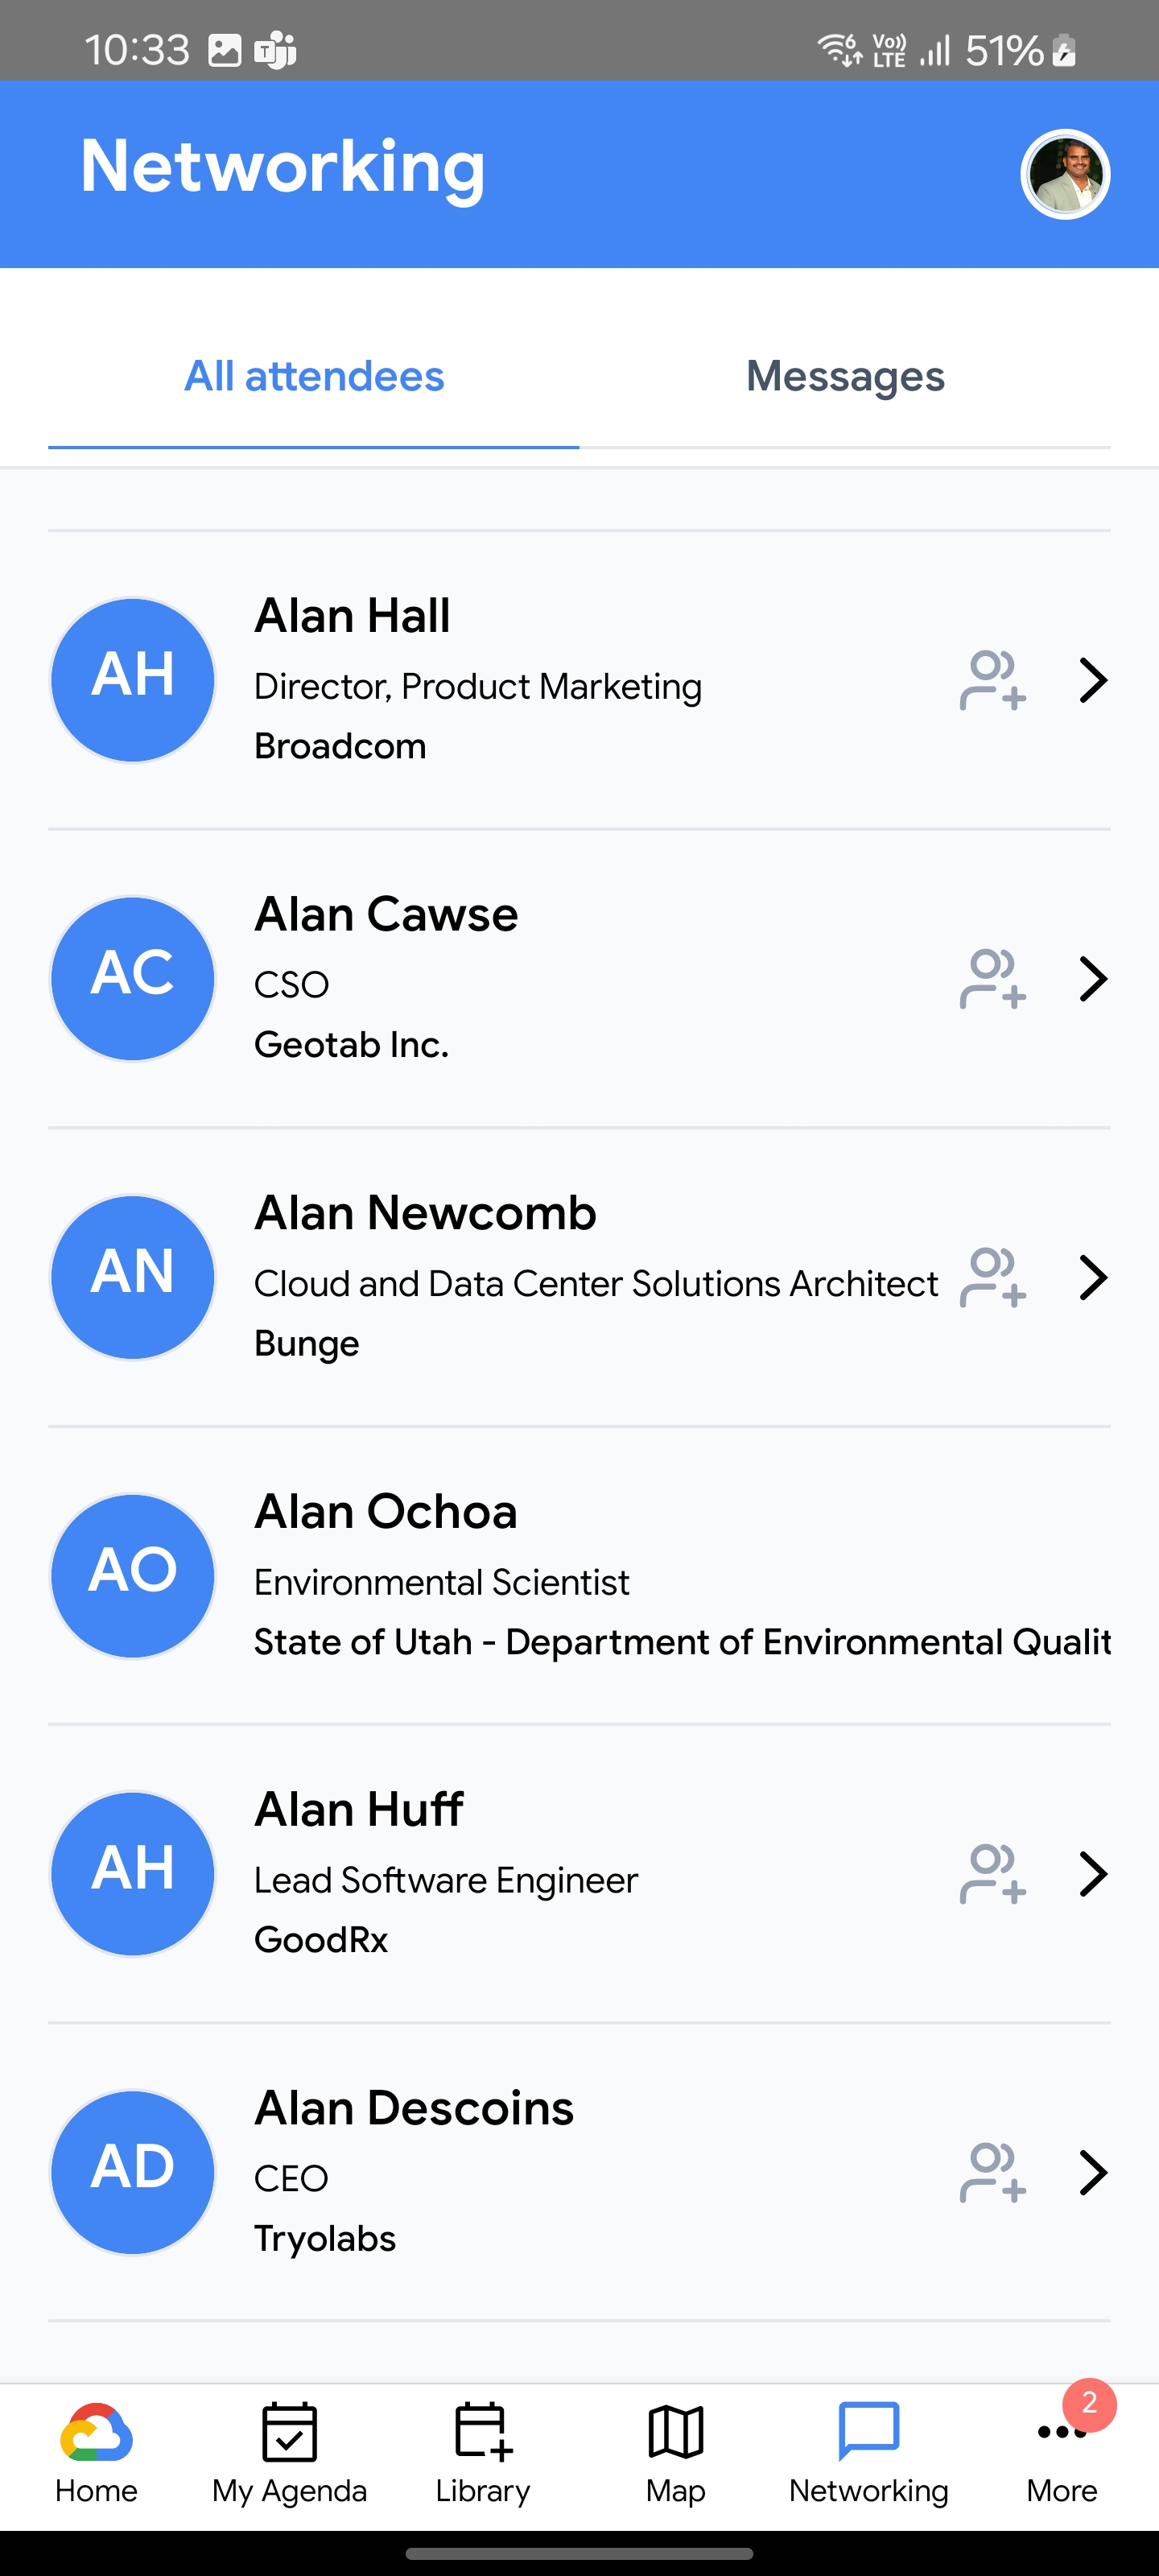 10:33
Vo)) LTE
51%
Networking
All attendees
Messages
AH
Alan Hall
Director, Product Marketing
Broadcom
AC
Alan Cawse
CSO
Geotab Inc.
AN
Alan Newcomb
Cloud and Data Center Solutions Architect
Bunge
AO
Alan Ochoa
Environmental Scientist
State of Utah - Department of Environmental Qualit
AH
Alan Huff
Lead Software Engineer
GoodRx
AD
Alan Descoins
CEO
Tryolabs
2
Home
My Agenda
Library
Map
Networking
More